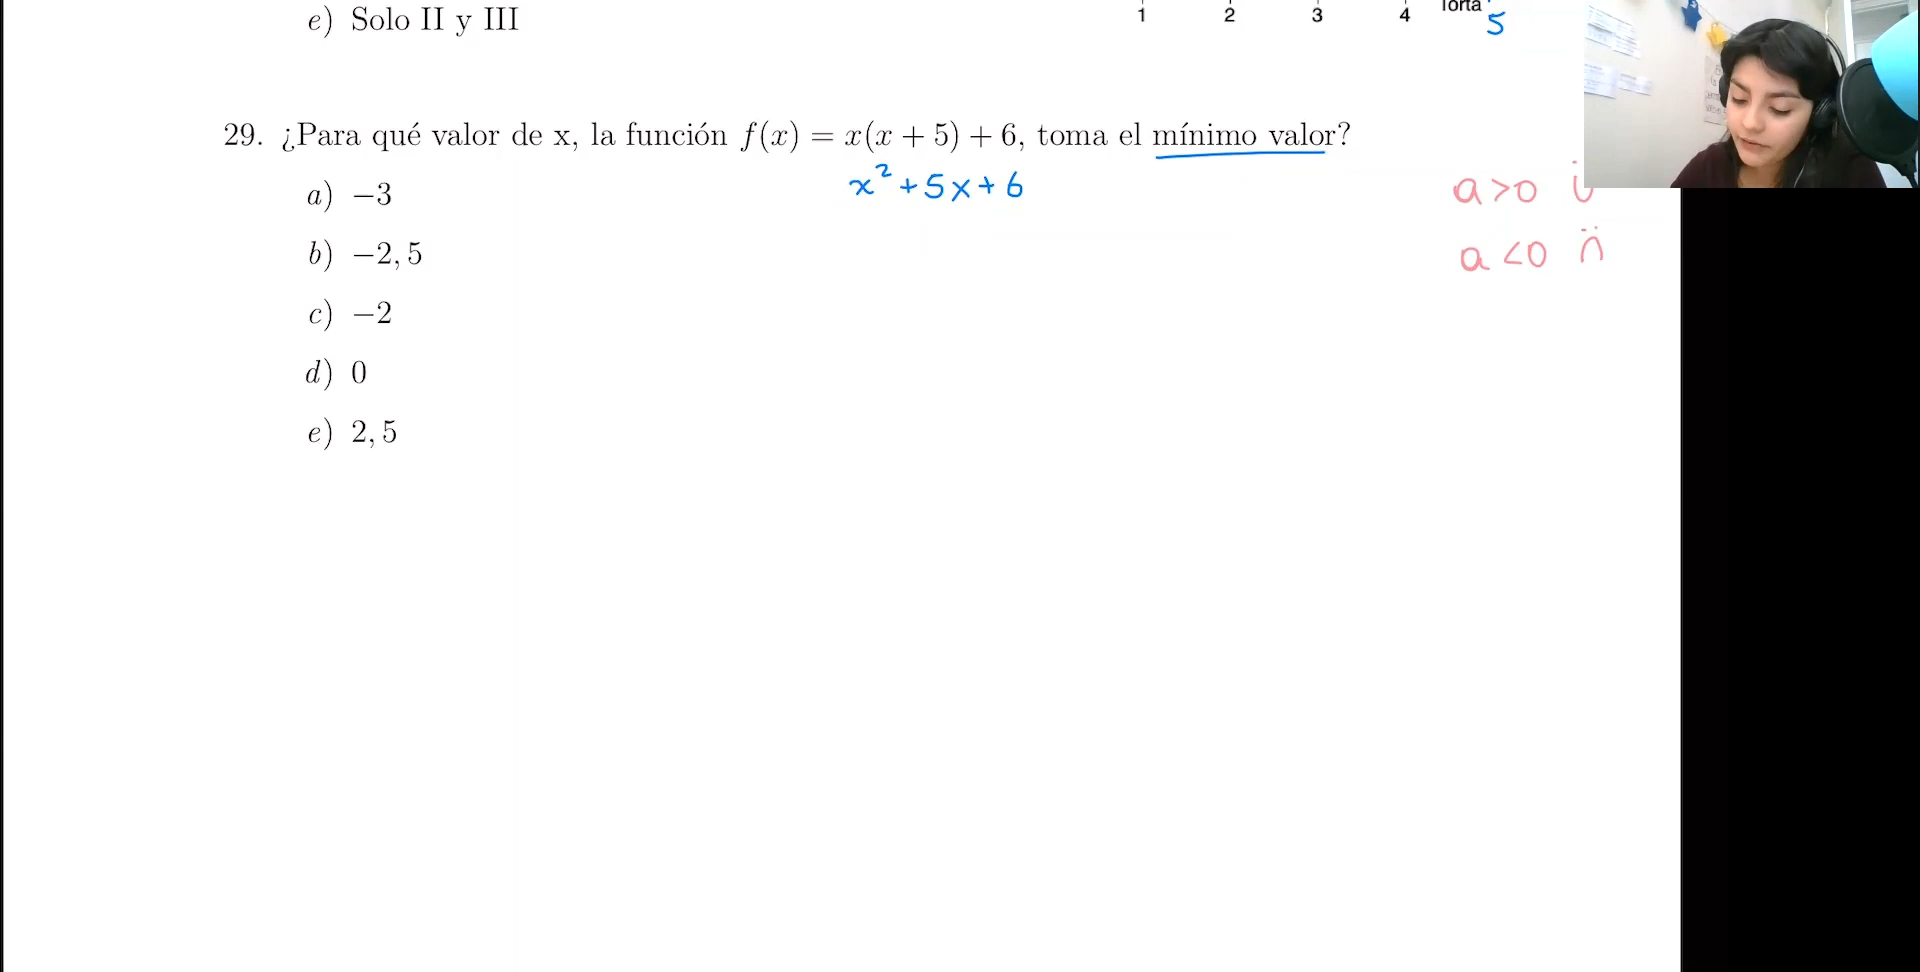 e) Solo II y III
1 2 3 4 Torta
5
29. ¿Para qué valor de x, la función f(x) = x(x + 5) + 6, toma el mínimo valor?
x² + 5x + 6
a) −3
a > 0
b) −2, 5
a < 0
c) −2
d) 0
e) 2, 5